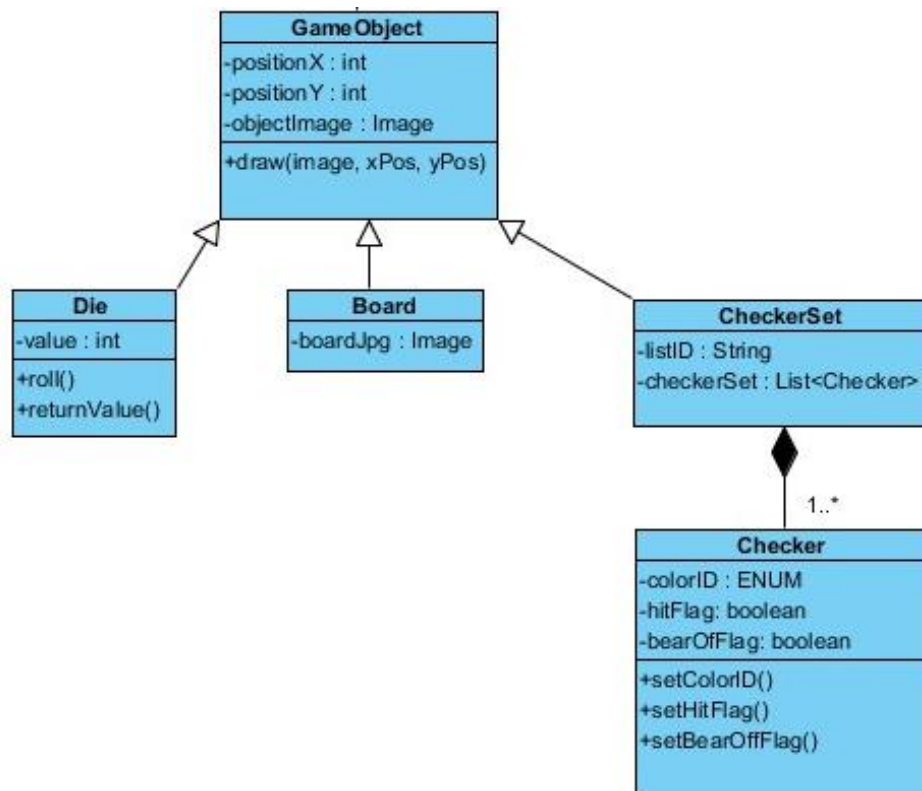 GameObject
-positionX : int
-positionY : int
-objectImage : Image
+draw(image, xPos, yPos)
Die
-value : int
+roll()
+returnValue()
Board
-boardJpg : Image
CheckerSet
-listID : String
-checkerSet : List<Checker>
1..*
Checker
-colorID : ENUM
-hitFlag: boolean
-bearOfFlag: boolean
+setColorID()
+setHitFlag()
+setBearOffFlag()